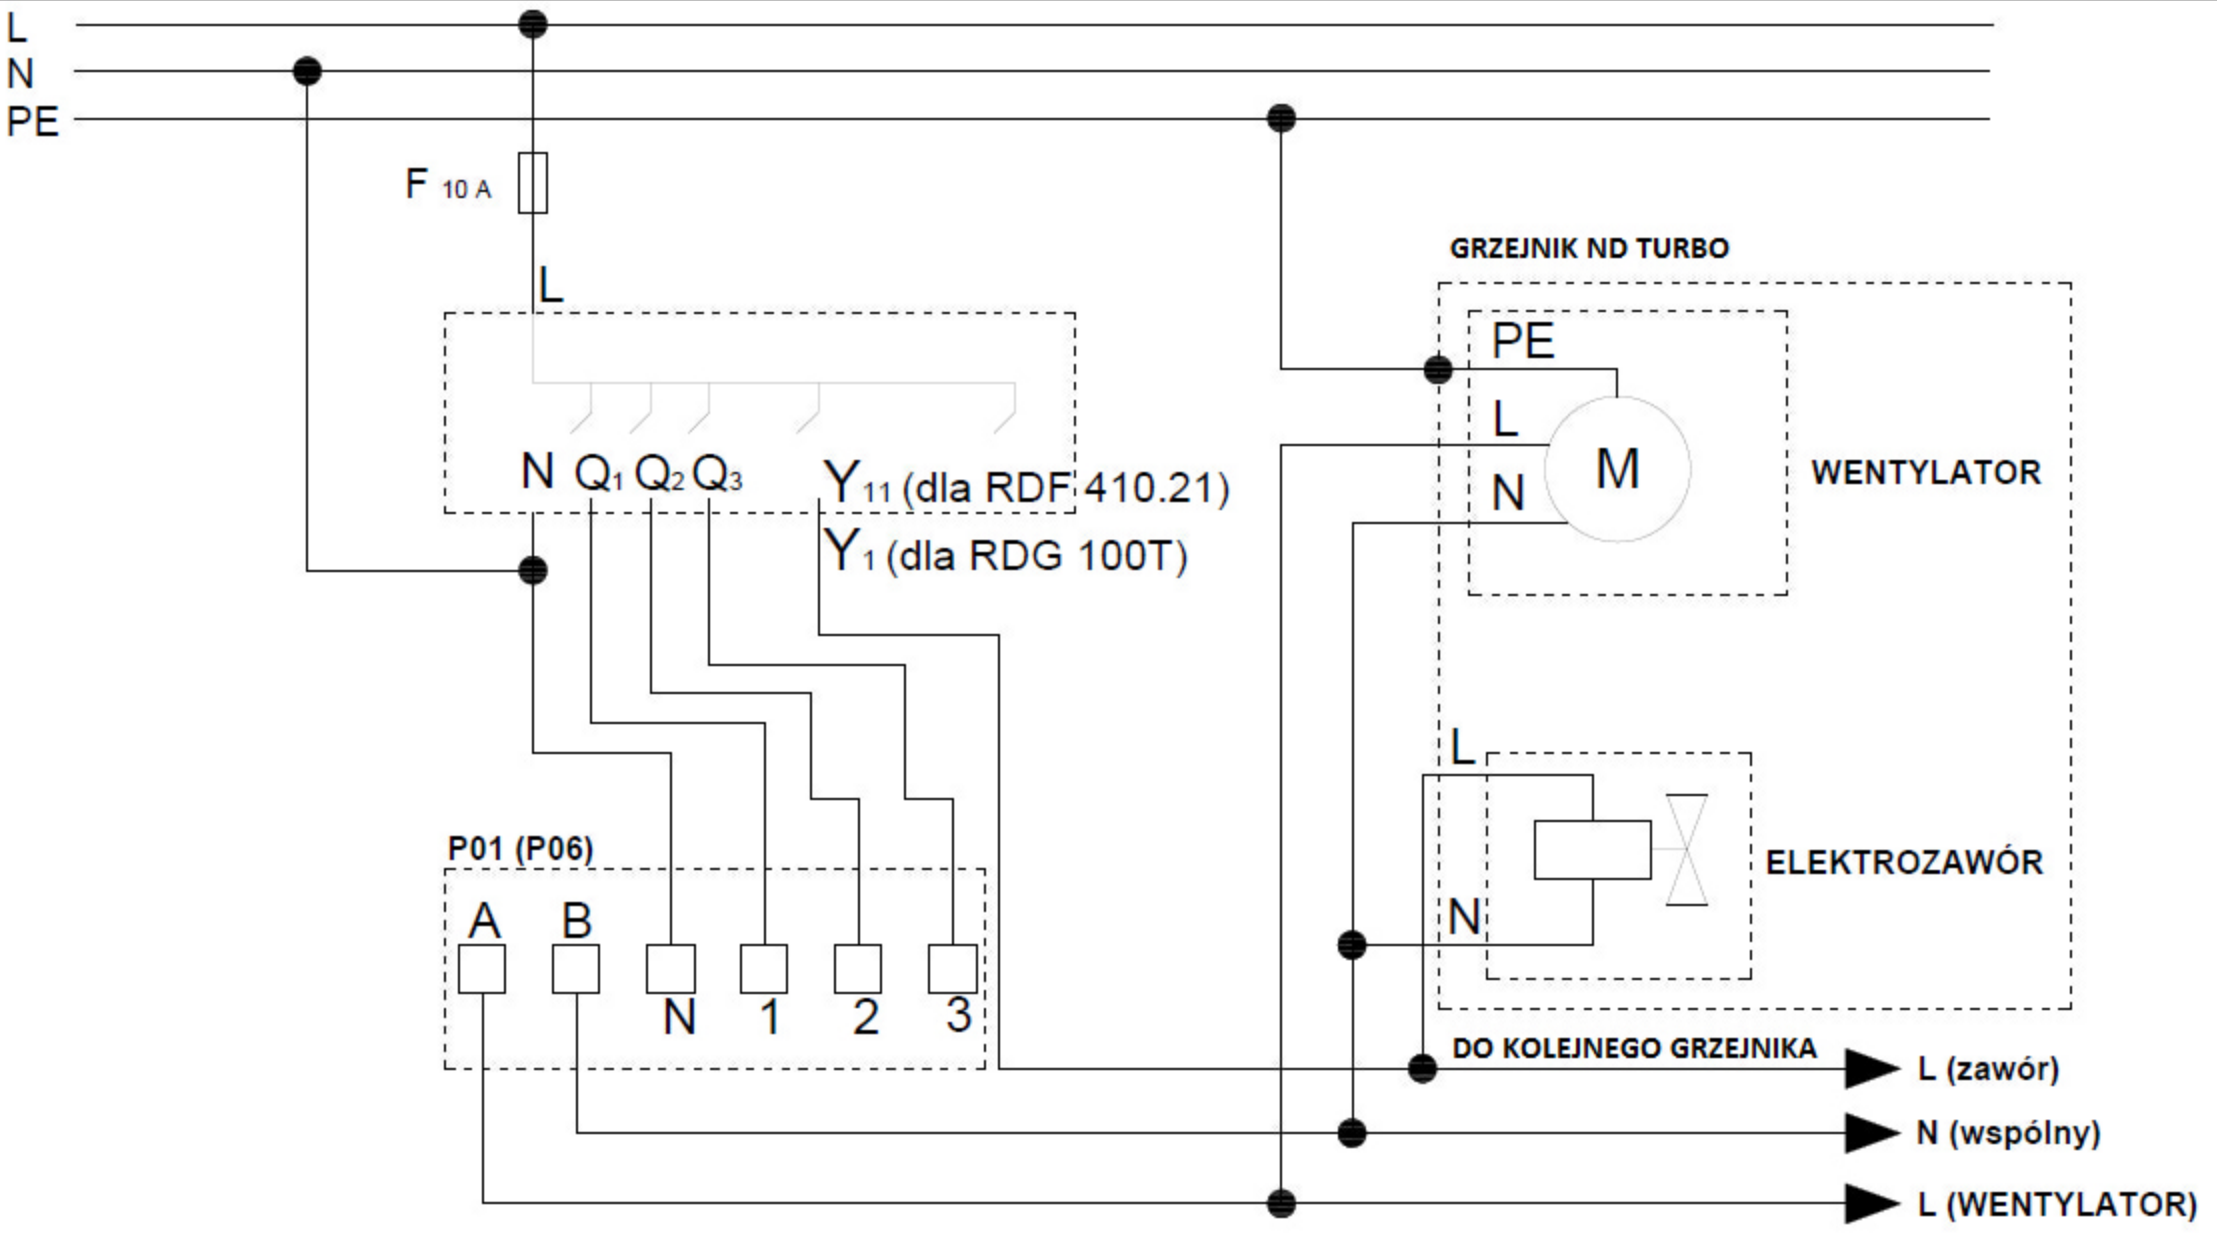 L
N
PE
F 10 A
L
GRZEJNIK ND TURBO
PE
L
N
M
WENTYLATOR
N Q1 Q2 Q3 Y11 (dla RDF 410.21)
Y1 (dla RDG 100T)
L
N
ELEKTROZAWÓR
P01 (P06)
A B
N 1 2 3
DO KOLEJNEGO GRZEJNIKA
L (zawór)
N (wspólny)
L (WENTYLATOR)